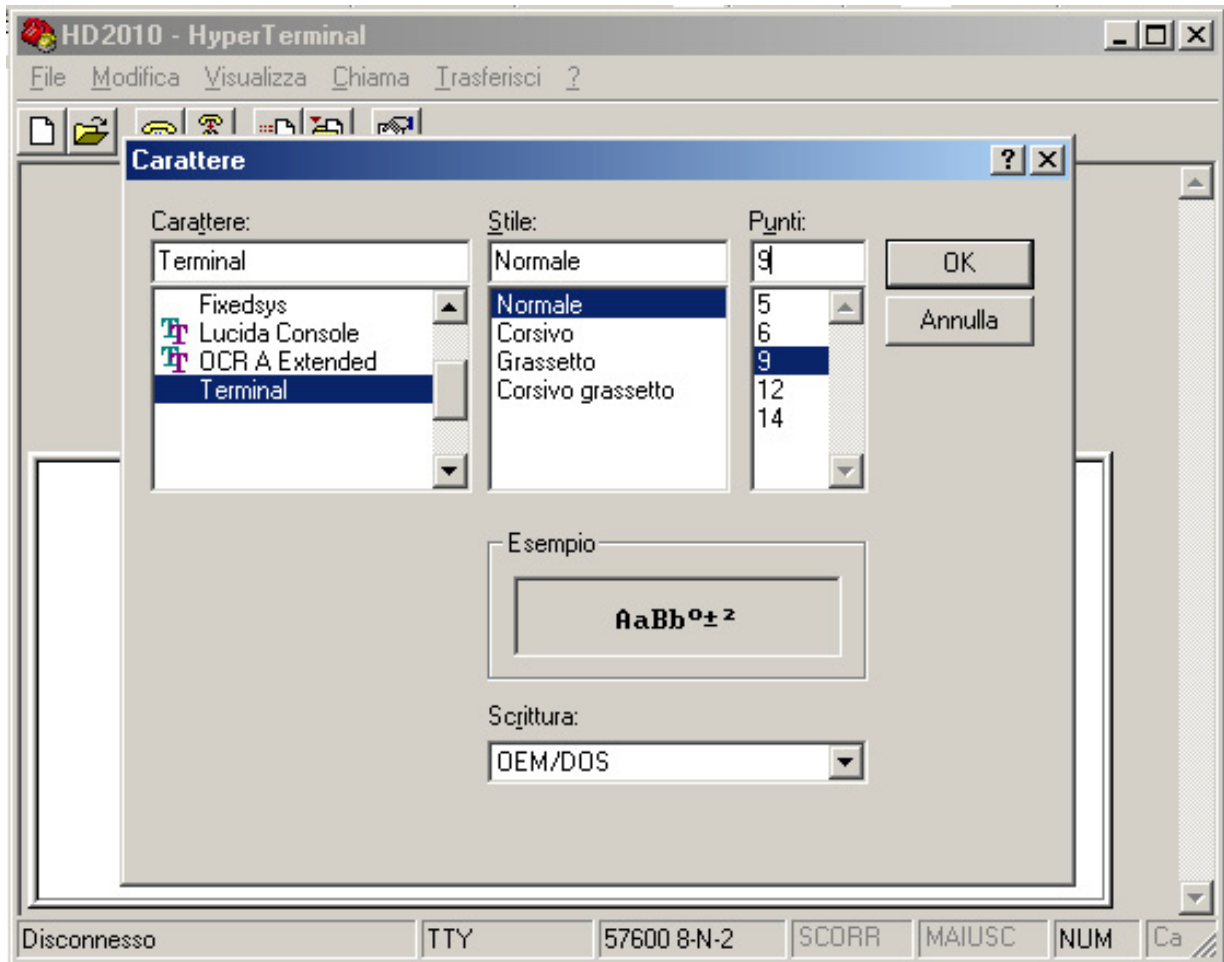 HD2010 - HyperTerminal
File Modifica Visualizza Chiama Trasferisci ?
Carattere
Carattere: Stile: Punti:
Terminal Normale 9 OK
Fixedsys Normale 5 Annulla
Lucida Console Corsivo 6
OCR A Extended Grassetto 9
Terminal Corsivo grassetto 12
14
Esempio
AaBbº±²
Scrittura:
OEM/DOS
Disconnesso TTY 57600 8-N-2 SCORR MAIUSC NUM Ca